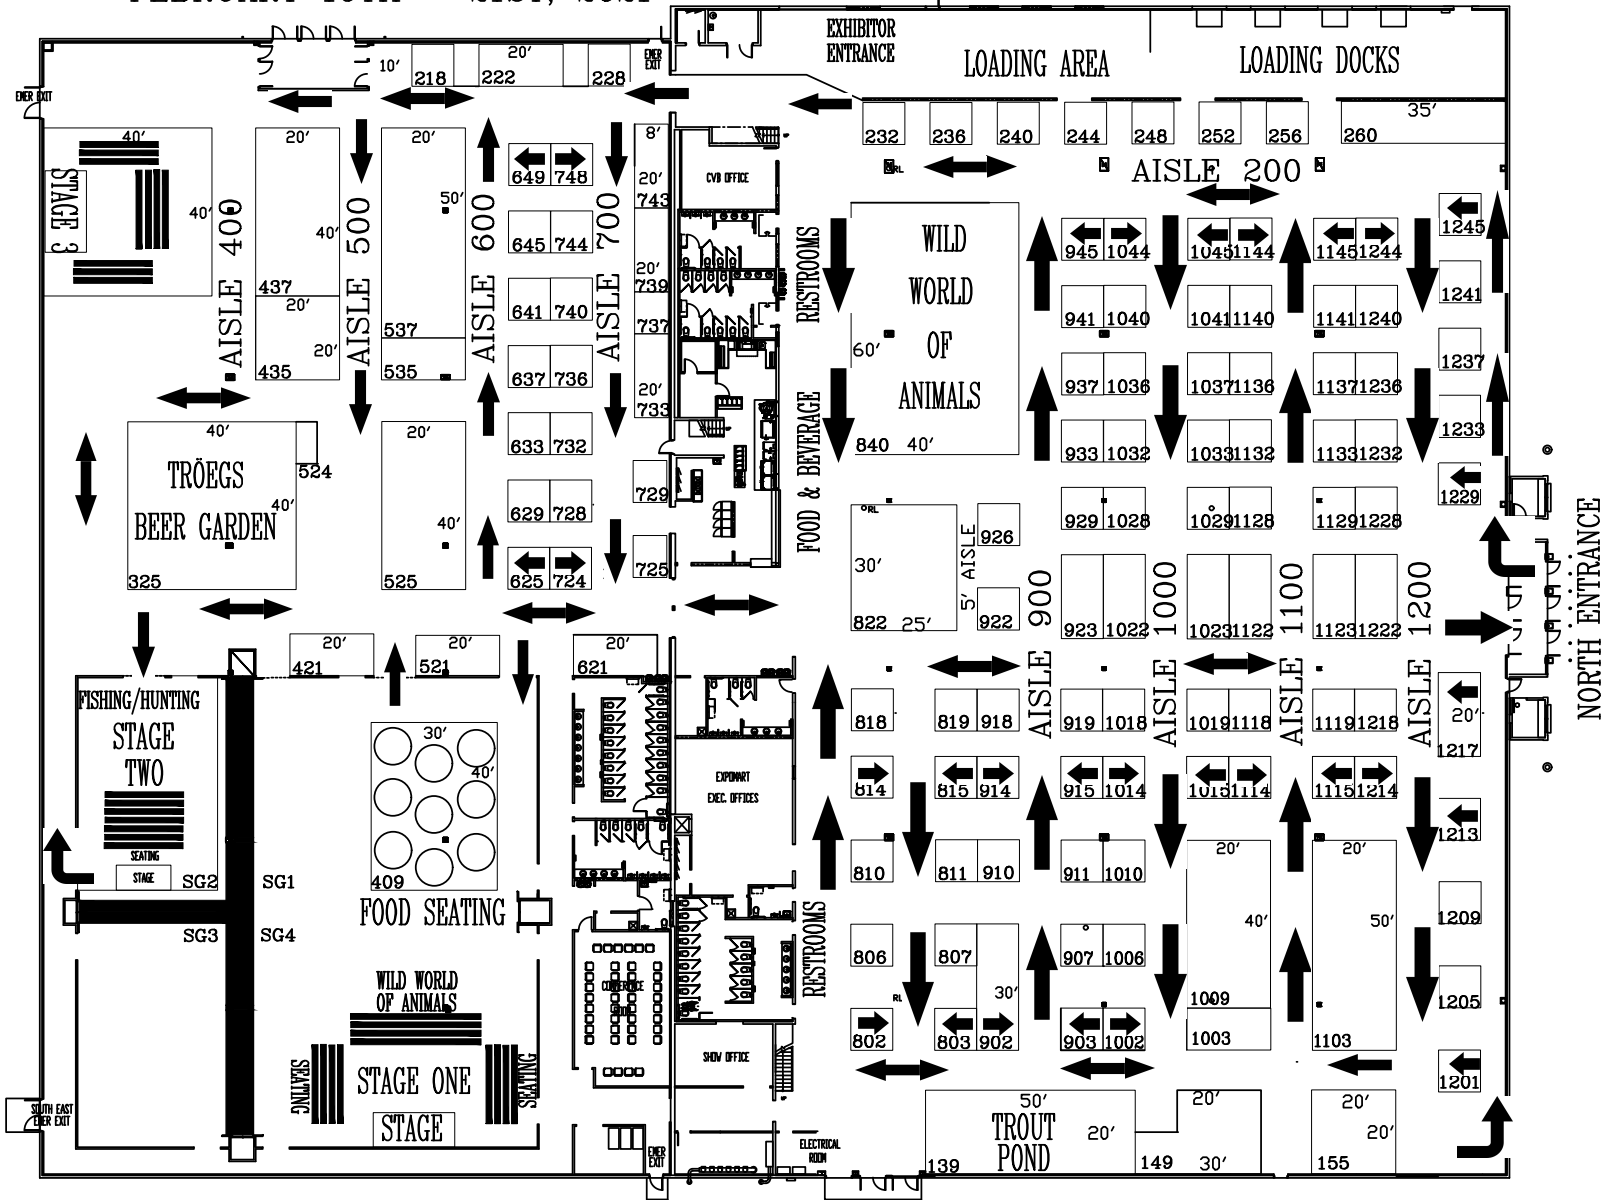 EXHIBITOR
ENTRANCE
LOADING AREA
LOADING DOCKS
EMER
EXIT
EMER EXIT
10'
218
20'
222
228
232
236
240
244
248
252
256
260
35'
AISLE 200
RL
40'
STAGE 3
40'
AISLE 400
20'
40'
437
20'
20'
435
AISLE 500
20'
50'
537
535
AISLE 600
649 748
645 744
641 740
637 736
633 732
629 728
625 724
AISLE 700
8'
20'
743
20'
739
737
20'
733
729
725
CVB OFFICE
RESTROOMS
FOOD & BEVERAGE
WILD
WORLD
OF
ANIMALS
60'
840 40'
945 1044
1045 1144
1145 1244
1245
941 1040
1041 1140
1141 1240
1241
937 1036
1037 1136
1137 1236
1237
933 1032
1033 1132
1133 1232
1233
929 1028
1029 1128
1129 1228
1229
40'
TRÖEGS
BEER GARDEN
40'
325
524
20'
40'
525
RL
30'
822 25'
5' AISLE
926
922
AISLE 900
923 1022
AISLE 1000
1023 1122
AISLE 1100
1123 1222
AISLE 1200
NORTH ENTRANCE
20'
421
20'
521
20'
621
FISHING/HUNTING
STAGE
TWO
SEATING
STAGE
SG2
SG1
SG3
SG4
30'
40'
409
FOOD SEATING
EXPOMART
EXEC. OFFICES
818
819 918
919 1018
1019 1118
1119 1218
20'
1217
814
815 914
915 1014
1015 1114
1115 1214
1213
810
811 910
911 1010
20'
40'
1009
1003
20'
50'
1103
1209
806
807
907 1006
1205
RL
30'
802
803 902
903 1002
1201
RESTROOMS
WILD WORLD
OF ANIMALS
SEATING
STAGE ONE
SEATING
STAGE
SOUTH EAST
EMER EXIT
SHOW OFFICE
EMER
EXIT
ELECTRICAL
ROOM
50'
TROUT
POND
20'
139
20'
149 30'
20'
20'
155